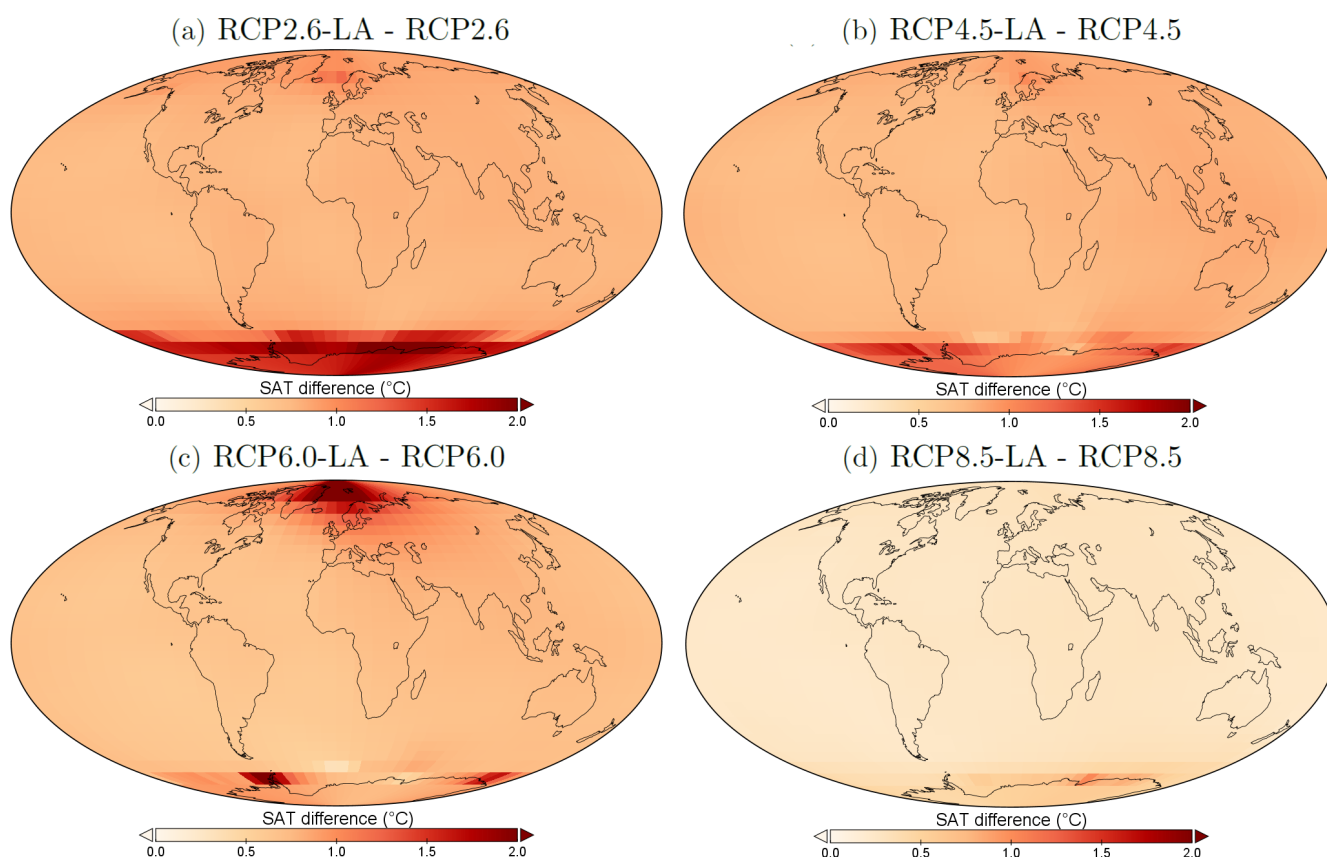 (a) RCP2.6-LA - RCP2.6
(b) RCP4.5-LA - RCP4.5
SAT difference (°C)
0.0 0.5 1.0 1.5 2.0
SAT difference (°C)
0.0 0.5 1.0 1.5 2.0
(c) RCP6.0-LA - RCP6.0
(d) RCP8.5-LA - RCP8.5
SAT difference (°C)
0.0 0.5 1.0 1.5 2.0
SAT difference (°C)
0.0 0.5 1.0 1.5 2.0